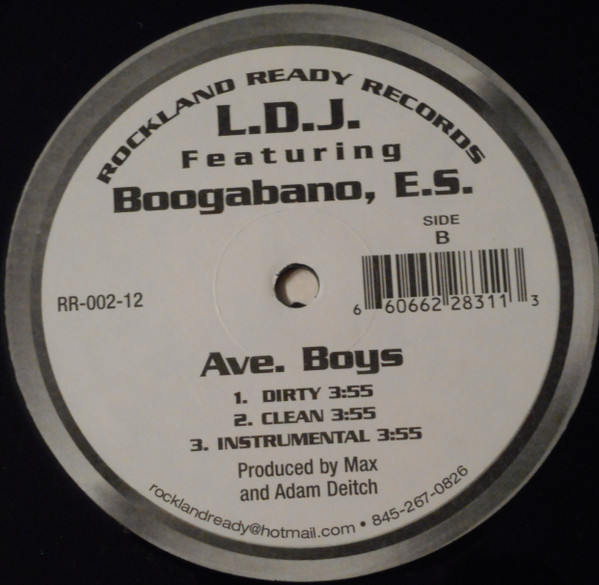 ROCKLAND READY RECORDS
L.D.J.
Featuring
Boogabano, E.S.
SIDE
B
RR-002-12
6 60662 28311 3
Ave. Boys
1. DIRTY 3:55
2. CLEAN 3:55
3. INSTRUMENTAL 3:55
Produced by Max
and Adam Deitch
rocklandready@hotmail.com • 845-267-0826